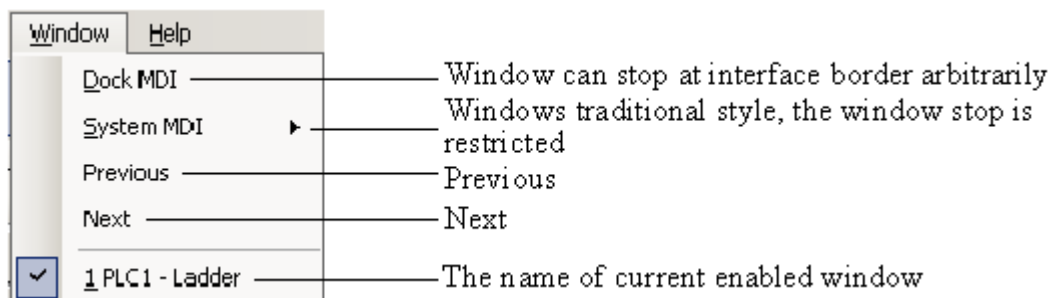 Window Help
Dock MDI Window can stop at interface border arbitrarily
System MDI Windows traditional style, the window stop is
restricted
Previous Previous
Next Next
1 PLC1 - Ladder The name of current enabled window